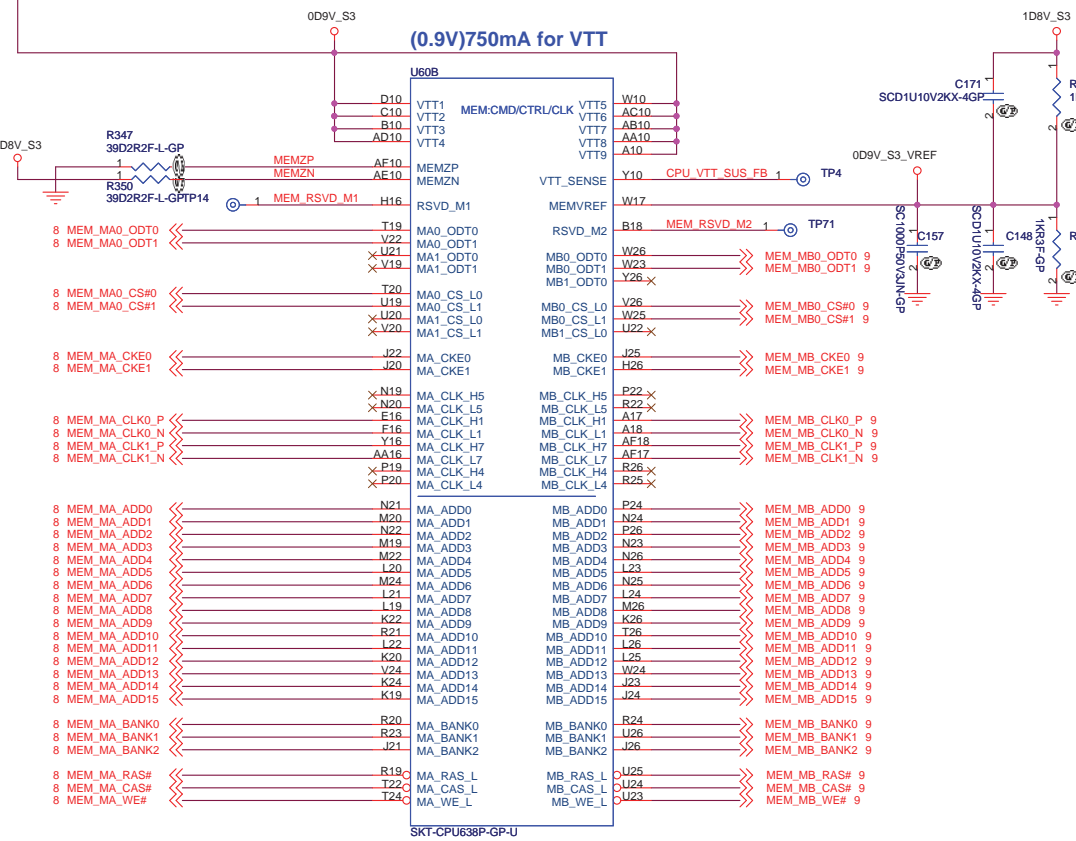 0D9V_S3
1D8V_S3
(0.9V)750mA for VTT
U60B
C171
SCD1U10V2KX-4GP
D10 VTT1 MEM:CMD/CTRL/CLK VTT5 W10
C10 VTT2 VTT6 AC10
B10 VTT3 VTT7 AB10
AD10 VTT4 VTT8 AA10
VTT9 A10
R347
39D2R2F-L-GP
D8V_S3
0D9V_S3_VREF
1 MEMZP AF10 MEMZP
1 MEMZN AE10 MEMZN VTT_SENSE Y10 CPU_VTT_SUS_FB 1 TP4
R350
39D2R2F-L-GP TP14
1 MEM_RSVD_M1 H16 RSVD_M1 MEMVREF W17
RSVD_M2 B18 MEM_RSVD_M2 1 TP71
SC1000P50V3JN-GP
C157
SCD1U10V2KX-4GP
C148
1KR3F-GP
8 MEM_MA0_ODT0 T19 MA0_ODT0
8 MEM_MA0_ODT1 V22 MA0_ODT1
U21 MA1_ODT0 MB0_ODT0 W26 MEM_MB0_ODT0 9
V19 MA1_ODT1 MB0_ODT1 W23 MEM_MB0_ODT1 9
MB1_ODT0 Y26
8 MEM_MA0_CS#0 T20 MA0_CS_L0
8 MEM_MA0_CS#1 U19 MA0_CS_L1 MB0_CS_L0 V26 MEM_MB0_CS#0 9
U20 MA1_CS_L0 MB0_CS_L1 W25 MEM_MB0_CS#1 9
V20 MA1_CS_L1 MB1_CS_L0 U22
8 MEM_MA_CKE0 J22 MA_CKE0 MB_CKE0 J25 MEM_MB_CKE0 9
8 MEM_MA_CKE1 J20 MA_CKE1 MB_CKE1 H26 MEM_MB_CKE1 9
N19 MA_CLK_H5 MB_CLK_H5 P22
N20 MA_CLK_L5 MB_CLK_L5 R22
8 MEM_MA_CLK0_P E16 MA_CLK_H1 MB_CLK_H1 A17 MEM_MB_CLK0_P 9
8 MEM_MA_CLK0_N F16 MA_CLK_L1 MB_CLK_L1 A18 MEM_MB_CLK0_N 9
8 MEM_MA_CLK1_P Y16 MA_CLK_H7 MB_CLK_H7 AF18 MEM_MB_CLK1_P 9
8 MEM_MA_CLK1_N AA16 MA_CLK_L7 MB_CLK_L7 AF17 MEM_MB_CLK1_N 9
P19 MA_CLK_H4 MB_CLK_H4 R26
P20 MA_CLK_L4 MB_CLK_L4 R25
8 MEM_MA_ADD0 N21 MA_ADD0 MB_ADD0 P24 MEM_MB_ADD0 9
8 MEM_MA_ADD1 M20 MA_ADD1 MB_ADD1 N24 MEM_MB_ADD1 9
8 MEM_MA_ADD2 N22 MA_ADD2 MB_ADD2 P26 MEM_MB_ADD2 9
8 MEM_MA_ADD3 M19 MA_ADD3 MB_ADD3 N23 MEM_MB_ADD3 9
8 MEM_MA_ADD4 M22 MA_ADD4 MB_ADD4 N26 MEM_MB_ADD4 9
8 MEM_MA_ADD5 L20 MA_ADD5 MB_ADD5 L23 MEM_MB_ADD5 9
8 MEM_MA_ADD6 M24 MA_ADD6 MB_ADD6 N25 MEM_MB_ADD6 9
8 MEM_MA_ADD7 L21 MA_ADD7 MB_ADD7 L24 MEM_MB_ADD7 9
8 MEM_MA_ADD8 L19 MA_ADD8 MB_ADD8 M26 MEM_MB_ADD8 9
8 MEM_MA_ADD9 K22 MA_ADD9 MB_ADD9 K26 MEM_MB_ADD9 9
8 MEM_MA_ADD10 R21 MA_ADD10 MB_ADD10 T26 MEM_MB_ADD10 9
8 MEM_MA_ADD11 L22 MA_ADD11 MB_ADD11 L26 MEM_MB_ADD11 9
8 MEM_MA_ADD12 K20 MA_ADD12 MB_ADD12 L25 MEM_MB_ADD12 9
8 MEM_MA_ADD13 V24 MA_ADD13 MB_ADD13 W24 MEM_MB_ADD13 9
8 MEM_MA_ADD14 K24 MA_ADD14 MB_ADD14 J23 MEM_MB_ADD14 9
8 MEM_MA_ADD15 K19 MA_ADD15 MB_ADD15 J24 MEM_MB_ADD15 9
8 MEM_MA_BANK0 R20 MA_BANK0 MB_BANK0 R24 MEM_MB_BANK0 9
8 MEM_MA_BANK1 R23 MA_BANK1 MB_BANK1 U26 MEM_MB_BANK1 9
8 MEM_MA_BANK2 J21 MA_BANK2 MB_BANK2 J26 MEM_MB_BANK2 9
8 MEM_MA_RAS# R19 MA_RAS_L MB_RAS_L U25 MEM_MB_RAS# 9
8 MEM_MA_CAS# T22 MA_CAS_L MB_CAS_L U24 MEM_MB_CAS# 9
8 MEM_MA_WE# T24 MA_WE_L MB_WE_L U23 MEM_MB_WE# 9
SKT-CPU638P-GP-U